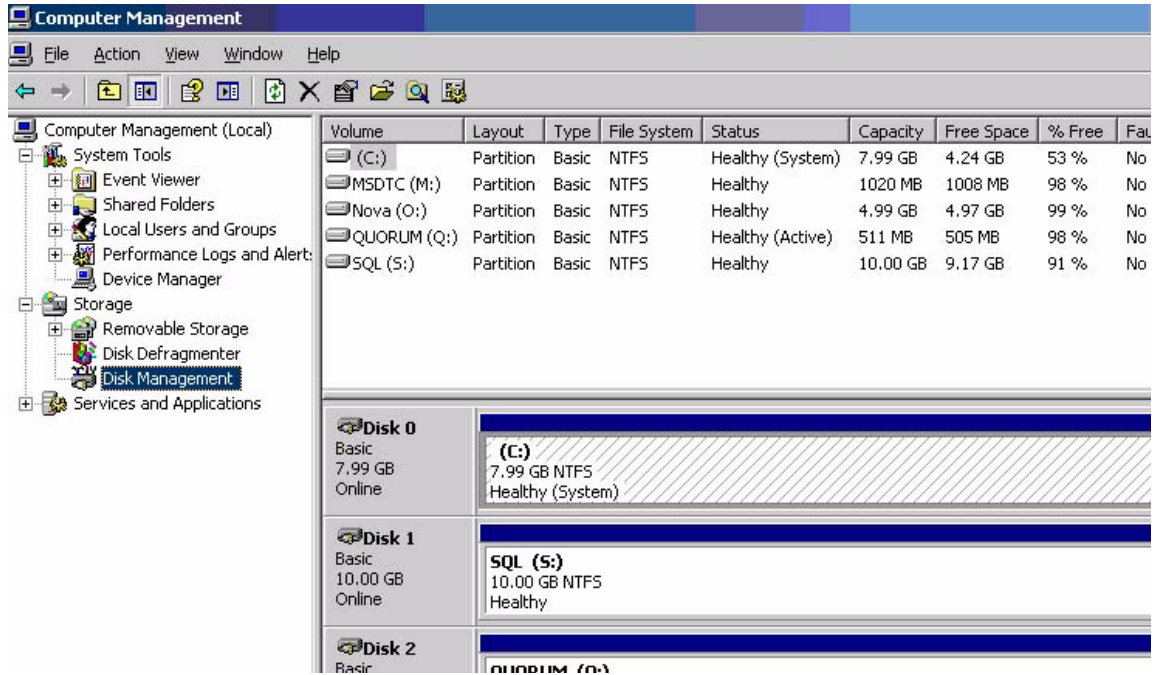 Computer Management
File Action View Window Help
Computer Management (Local)
System Tools
Event Viewer
Shared Folders
Local Users and Groups
Performance Logs and Alert
Device Manager
Storage
Removable Storage
Disk Defragmenter
Disk Management
Services and Applications
Volume Layout Type File System Status Capacity Free Space % Free Fau
(C:) Partition Basic NTFS Healthy (System) 7.99 GB 4.24 GB 53 % No
MSDTC (M:) Partition Basic NTFS Healthy 1020 MB 1008 MB 98 % No
Nova (O:) Partition Basic NTFS Healthy 4.99 GB 4.97 GB 99 % No
QUORUM (Q:) Partition Basic NTFS Healthy (Active) 511 MB 505 MB 98 % No
SQL (S:) Partition Basic NTFS Healthy 10.00 GB 9.17 GB 91 % No
Disk 0
Basic
7.99 GB
Online
(C:)
7.99 GB NTFS
Healthy (System)
Disk 1
Basic
10.00 GB
Online
SQL (S:)
10.00 GB NTFS
Healthy
Disk 2
Basic
QUORUM (Q:)